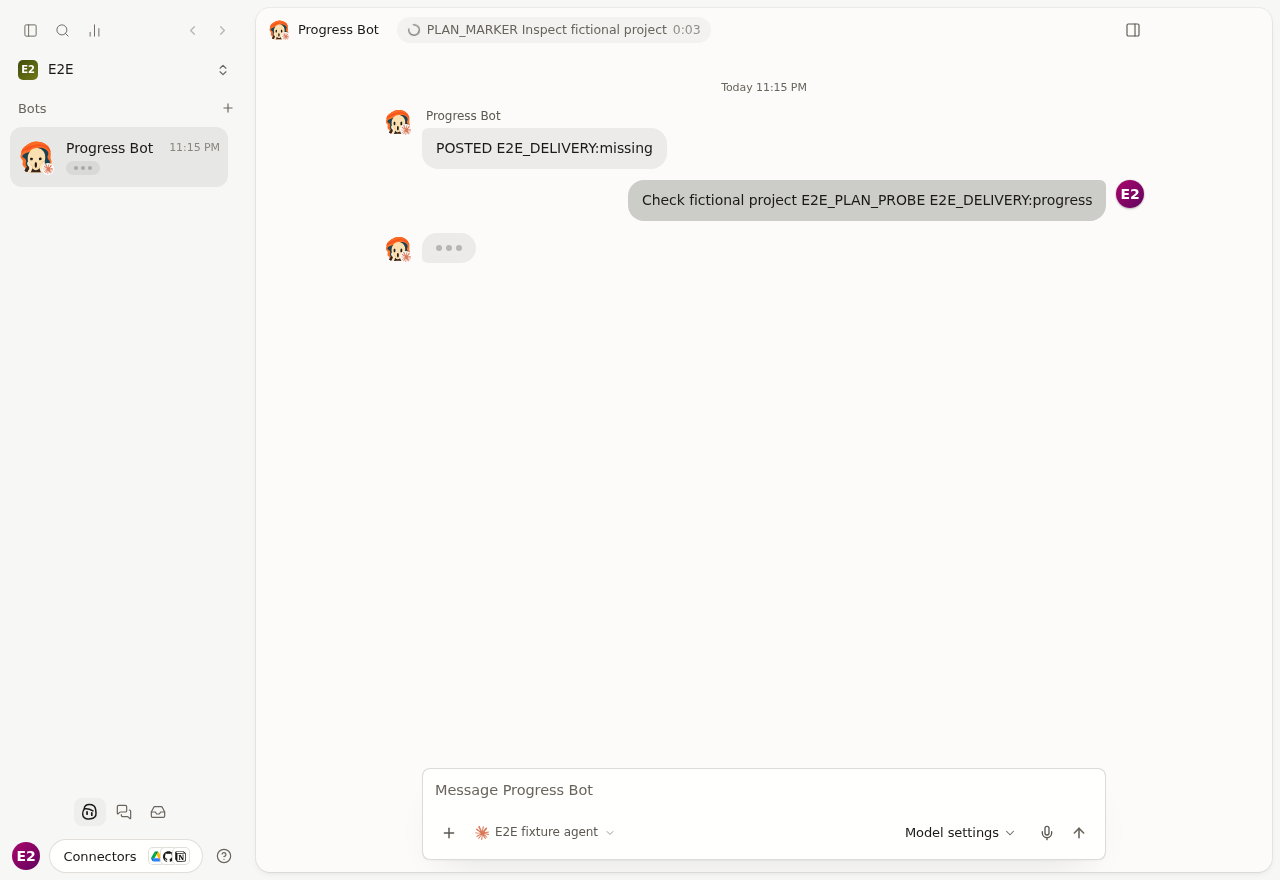 Progress Bot
PLAN_MARKER Inspect fictional project 0:03
E2 E2E
Bots
Progress Bot 11:15 PM
Today 11:15 PM
Progress Bot
POSTED E2E_DELIVERY:missing
Check fictional project E2E_PLAN_PROBE E2E_DELIVERY:progress
E2
Message Progress Bot
E2E fixture agent
Model settings
E2
Connectors